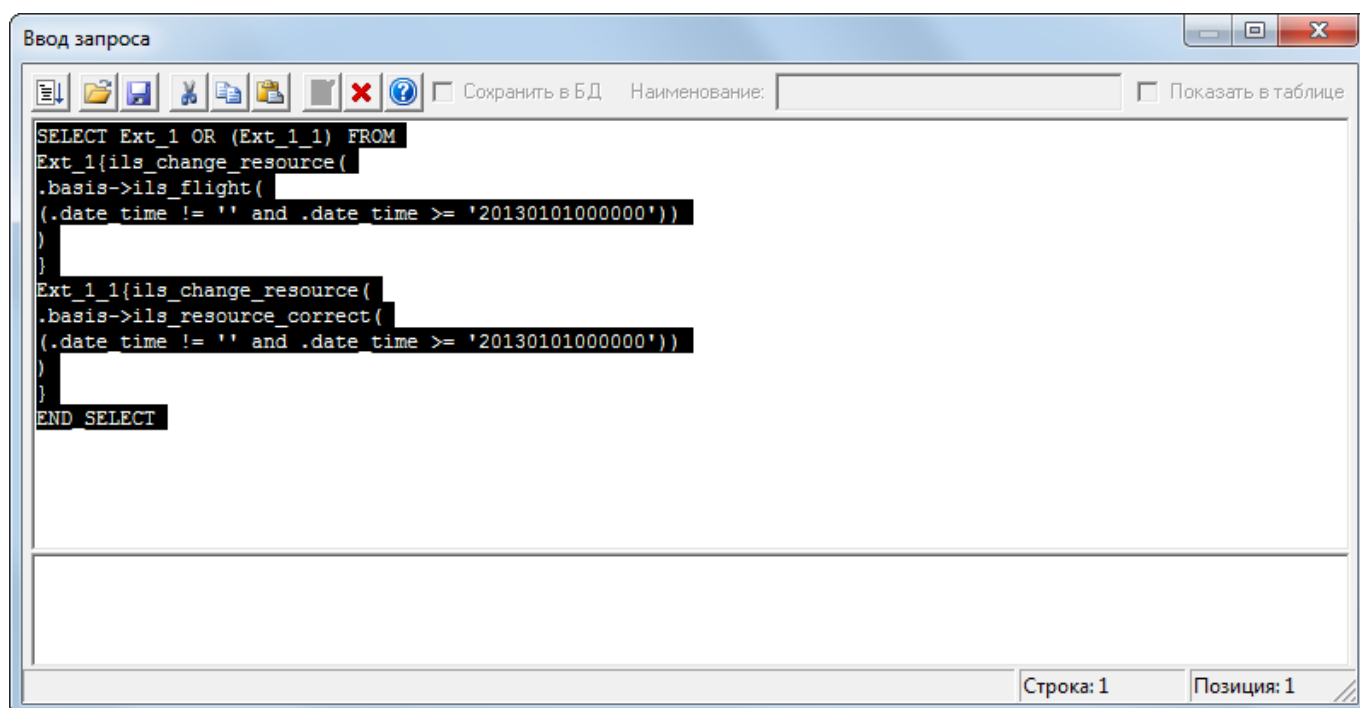 Ввод запроса
Сохранить в БД Наименование: Показать в таблице
SELECT Ext_1 OR (Ext_1_1) FROM
Ext_1{ils_change_resource(
.basis->ils_flight(
(.date_time != '' and .date_time >= '20130101000000'))
)
}
Ext_1_1{ils_change_resource(
.basis->ils_resource_correct(
(.date_time != '' and .date_time >= '20130101000000'))
)
}
END_SELECT
Строка: 1 Позиция: 1